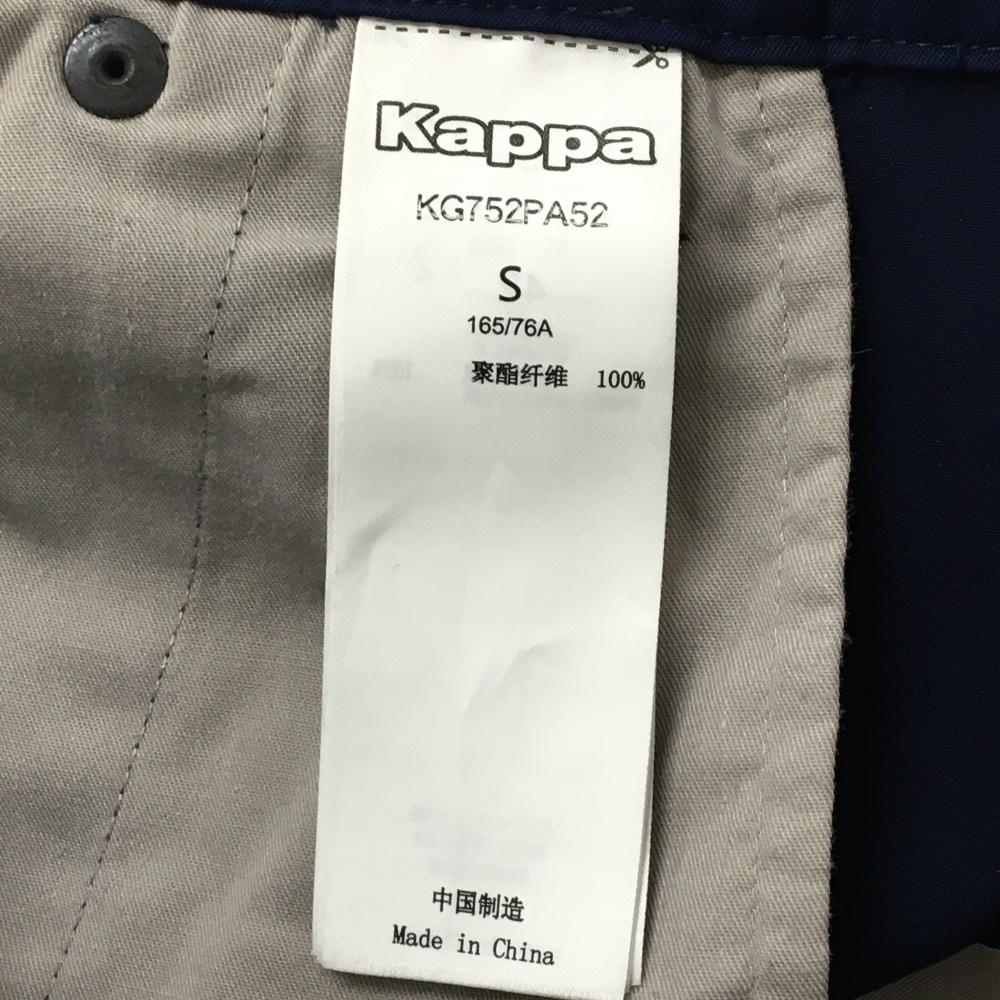 Kappa
KG752PA52
S
165/76A
聚酯纤维 100%
中国制造
Made in China